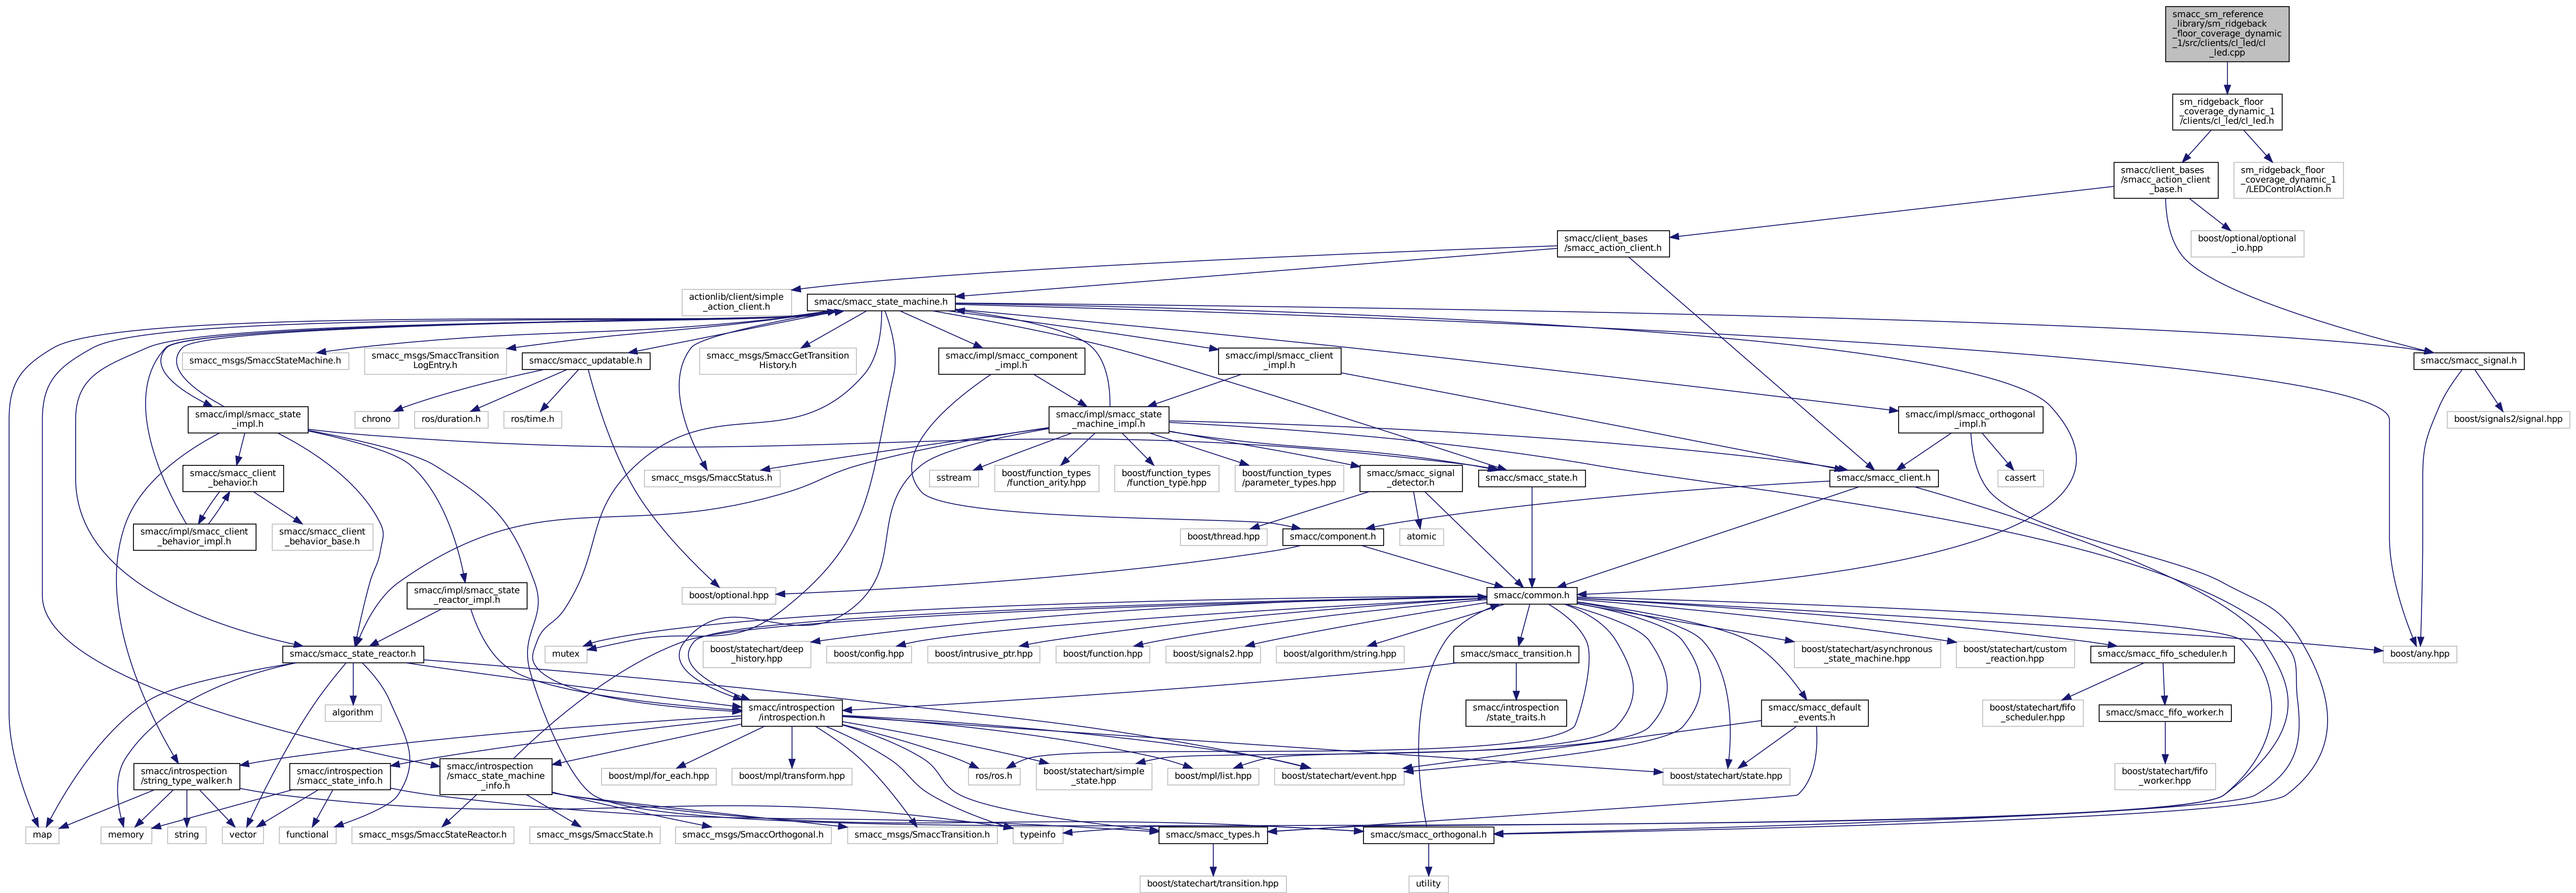 smacc_sm_reference
_library/sm_ridgeback
_floor_coverage_dynamic
_1/src/clients/cl_led/cl
_led.cpp
sm_ridgeback_floor
_coverage_dynamic_1
/clients/cl_led/cl_led.h
smacc/client_bases
/smacc_action_client
_base.h
sm_ridgeback_floor
_coverage_dynamic_1
/LEDControlAction.h
smacc/client_bases
/smacc_action_client.h
boost/optional/optional
_io.hpp
actionlib/client/simple
_action_client.h
smacc/smacc_state_machine.h
smacc_msgs/SmaccStateMachine.h
smacc_msgs/SmaccTransition
LogEntry.h
smacc/smacc_updatable.h
smacc_msgs/SmaccGetTransition
History.h
smacc/impl/smacc_component
_impl.h
smacc/impl/smacc_client
_impl.h
smacc/smacc_signal.h
smacc/impl/smacc_state
_impl.h
chrono
ros/duration.h
ros/time.h
smacc/impl/smacc_state
_machine_impl.h
smacc/impl/smacc_orthogonal
_impl.h
boost/signals2/signal.hpp
smacc/smacc_client
_behavior.h
smacc_msgs/SmaccStatus.h
sstream
boost/function_types
/function_arity.hpp
boost/function_types
/function_type.hpp
boost/function_types
/parameter_types.hpp
smacc/smacc_signal
_detector.h
smacc/smacc_state.h
smacc/smacc_client.h
cassert
smacc/impl/smacc_client
_behavior_impl.h
smacc/smacc_client
_behavior_base.h
boost/thread.hpp
smacc/component.h
atomic
smacc/impl/smacc_state
_reactor_impl.h
boost/optional.hpp
smacc/common.h
smacc/smacc_state_reactor.h
mutex
boost/statechart/deep
_history.hpp
boost/config.hpp
boost/intrusive_ptr.hpp
boost/function.hpp
boost/signals2.hpp
boost/algorithm/string.hpp
smacc/smacc_transition.h
boost/statechart/asynchronous
_state_machine.hpp
boost/statechart/custom
_reaction.hpp
smacc/smacc_fifo_scheduler.h
boost/any.hpp
algorithm
smacc/introspection
/introspection.h
smacc/introspection
/state_traits.h
smacc/smacc_default
_events.h
boost/statechart/fifo
_scheduler.hpp
smacc/smacc_fifo_worker.h
smacc/introspection
/string_type_walker.h
smacc/introspection
/smacc_state_info.h
smacc/introspection
/smacc_state_machine
_info.h
boost/mpl/for_each.hpp
boost/mpl/transform.hpp
ros/ros.h
boost/statechart/simple
_state.hpp
boost/mpl/list.hpp
boost/statechart/event.hpp
boost/statechart/state.hpp
boost/statechart/fifo
_worker.hpp
map
memory
string
vector
functional
smacc_msgs/SmaccStateReactor.h
smacc_msgs/SmaccState.h
smacc_msgs/SmaccOrthogonal.h
smacc_msgs/SmaccTransition.h
typeinfo
smacc/smacc_types.h
smacc/smacc_orthogonal.h
boost/statechart/transition.hpp
utility